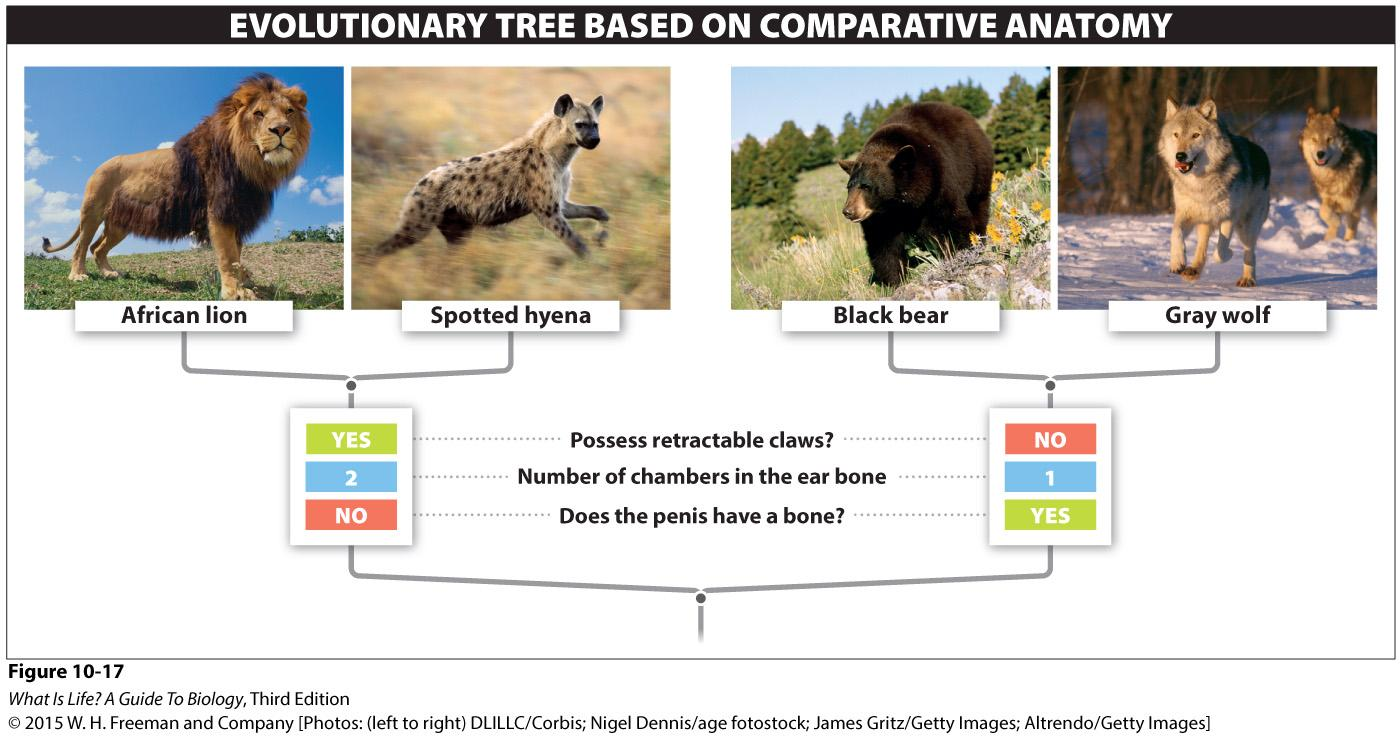 EVOLUTIONARY TREE BASED ON COMPARATIVE ANATOMY
African lion
Spotted hyena
Black bear
Gray wolf
YES Possess retractable claws? NO
2 Number of chambers in the ear bone 1
NO Does the penis have a bone? YES
Figure 10-17
What Is Life? A Guide To Biology, Third Edition
© 2015 W. H. Freeman and Company [Photos: (left to right) DLILLC/Corbis; Nigel Dennis/age fotostock; James Gritz/Getty Images; Altrendo/Getty Images]